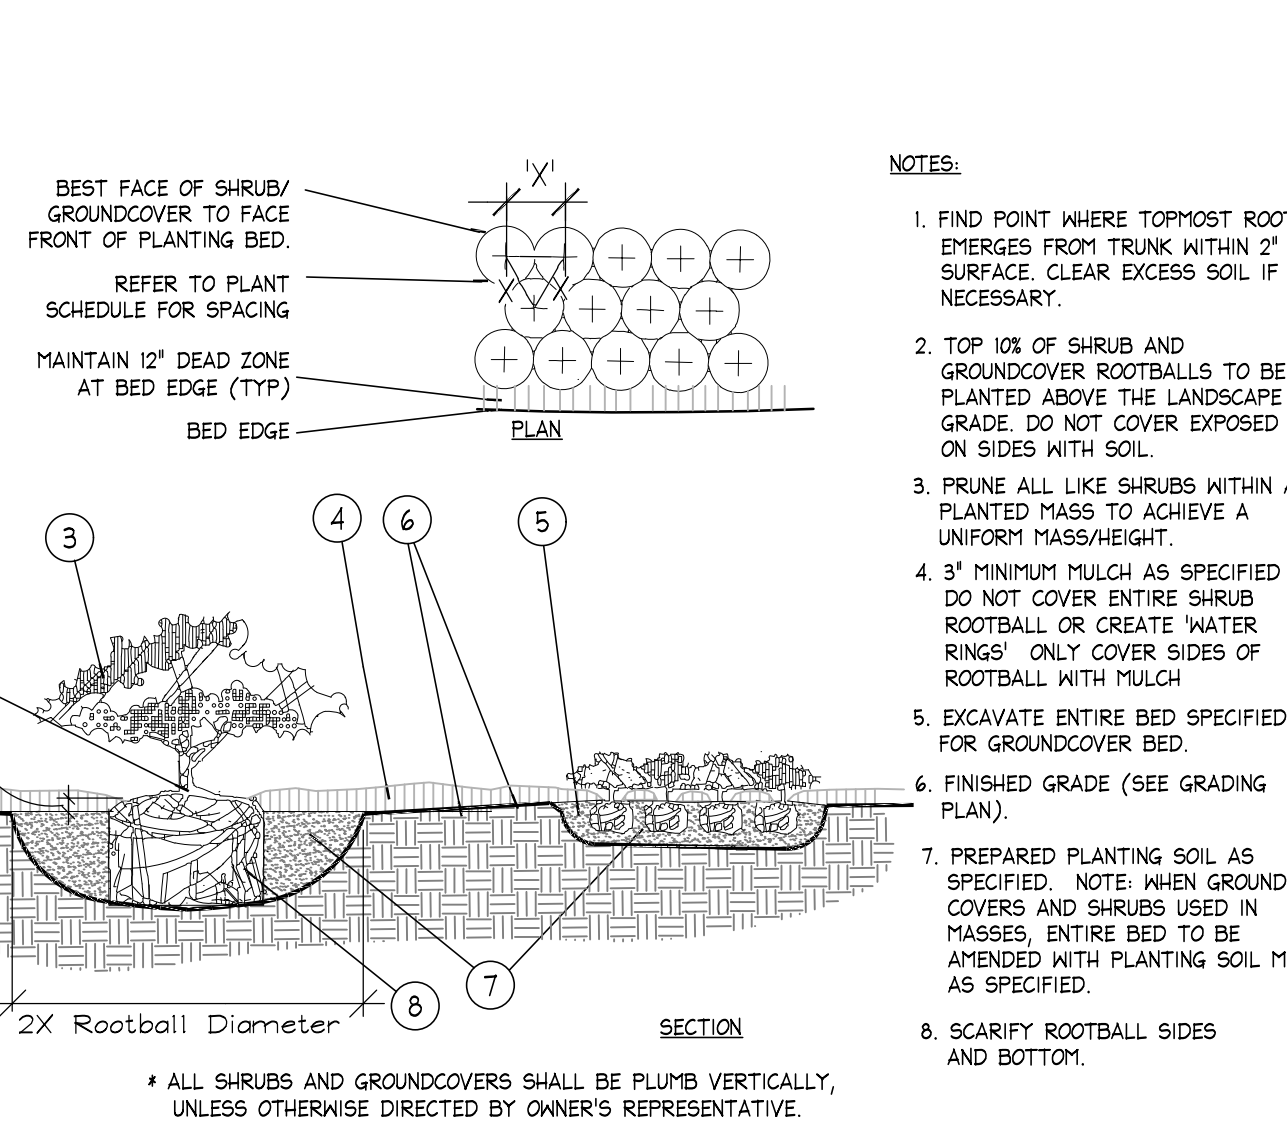 'X'
BEST FACE OF SHRUB/
GROUNDCOVER TO FACE
FRONT OF PLANTING BED.
REFER TO PLANT
SCHEDULE FOR SPACING
X X
MAINTAIN 12" DEAD ZONE
AT BED EDGE (TYP)
BED EDGE
PLAN
3
4
6
5
7
8
2X Rootball Diameter
SECTION
* ALL SHRUBS AND GROUNDCOVERS SHALL BE PLUMB VERTICALLY,
UNLESS OTHERWISE DIRECTED BY OWNER'S REPRESENTATIVE.
NOTES:
1. FIND POINT WHERE TOPMOST ROOT
EMERGES FROM TRUNK WITHIN 2"
SURFACE. CLEAR EXCESS SOIL IF
NECESSARY.
2. TOP 10% OF SHRUB AND
GROUNDCOVER ROOTBALLS TO BE
PLANTED ABOVE THE LANDSCAPE
GRADE. DO NOT COVER EXPOSED
ON SIDES WITH SOIL.
3. PRUNE ALL LIKE SHRUBS WITHIN A
PLANTED MASS TO ACHIEVE A
UNIFORM MASS/HEIGHT.
4. 3" MINIMUM MULCH AS SPECIFIED
DO NOT COVER ENTIRE SHRUB
ROOTBALL OR CREATE 'WATER
RINGS' ONLY COVER SIDES OF
ROOTBALL WITH MULCH
5. EXCAVATE ENTIRE BED SPECIFIED
FOR GROUNDCOVER BED.
6. FINISHED GRADE (SEE GRADING
PLAN).
7. PREPARED PLANTING SOIL AS
SPECIFIED. NOTE: WHEN GROUND
COVERS AND SHRUBS USED IN
MASSES, ENTIRE BED TO BE
AMENDED WITH PLANTING SOIL
AS SPECIFIED.
8. SCARIFY ROOTBALL SIDES
AND BOTTOM.